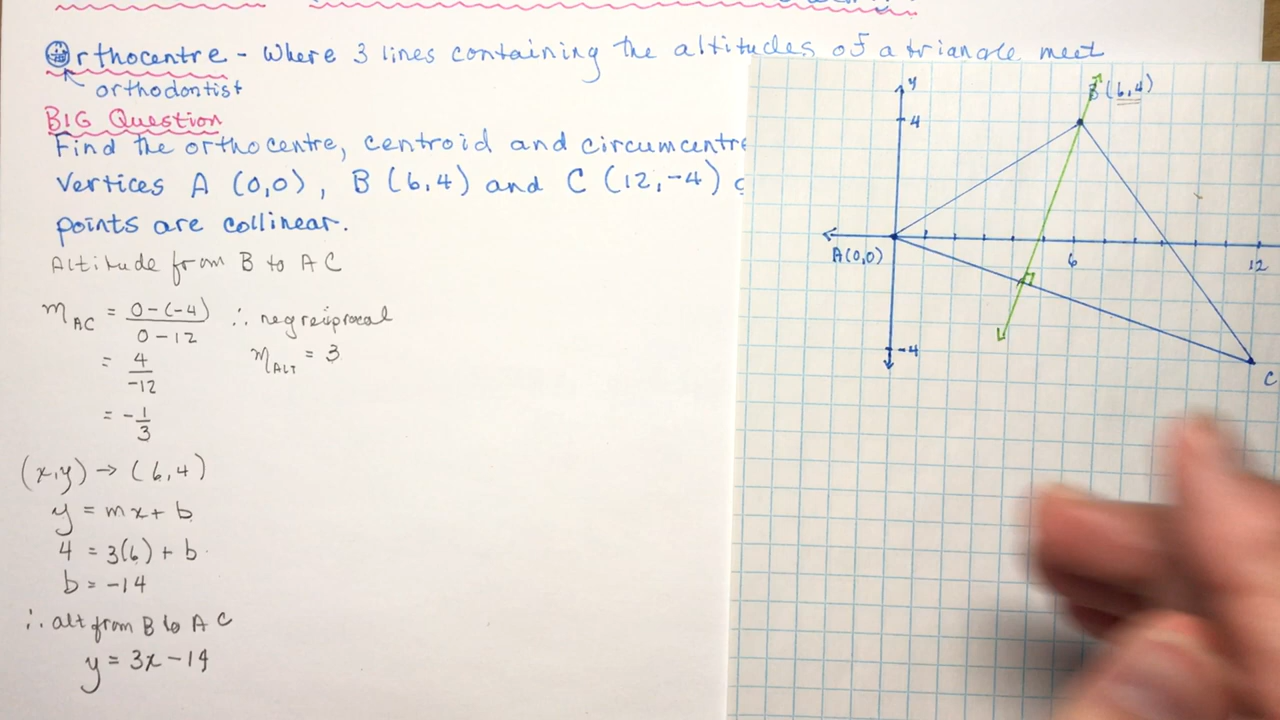 Orthocentre - Where 3 lines containing the altitudes of a triangle meet
orthodontist
BIG Question
Find the orthocentre, centroid and circumcentre
vertices A (0,0), B (6,4) and C (12,-4)
points are collinear.
Altitude from B to AC
m AC = 0-(-4) / 0-12 ∴ neg reciprocal
= 4/-12 m ALT = 3
= -1/3
(x,y) → (6,4)
y = mx + b
4 = 3(6) + b
b = -14
∴ alt from B to AC
y = 3x - 14
y
B (6,4)
4
A(0,0)
6
12
-4
C